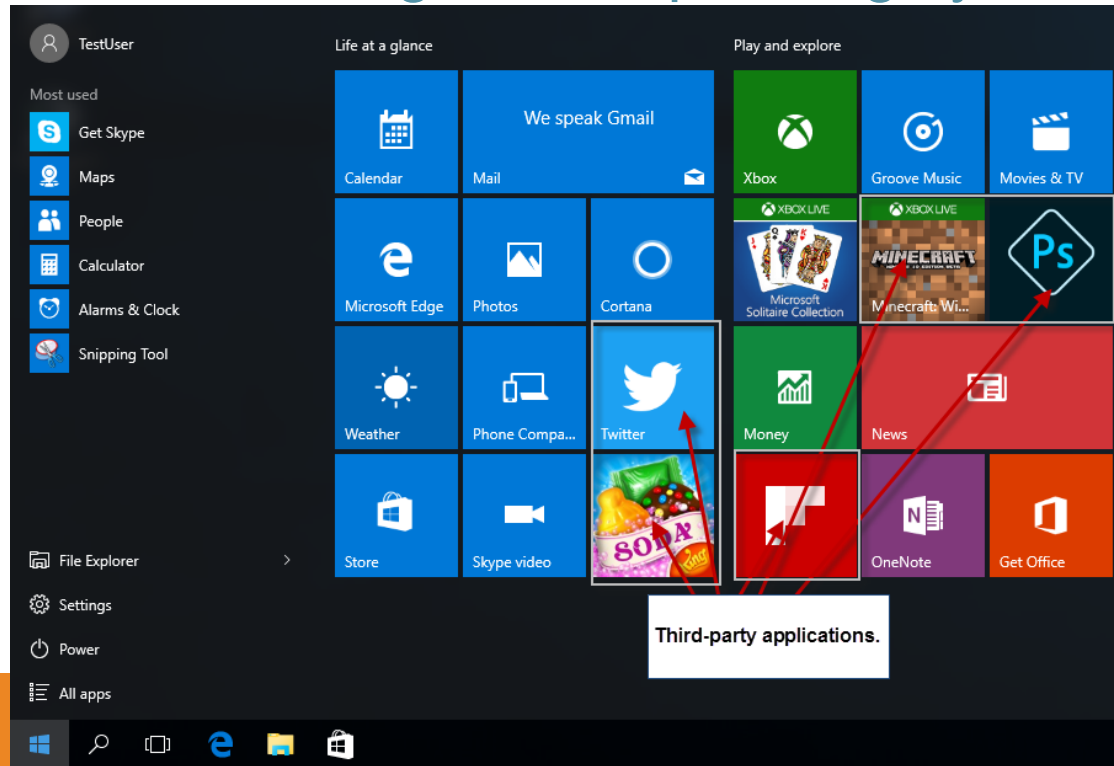 TestUser
Most used
Get Skype
Maps
People
Calculator
Alarms & Clock
Snipping Tool
File Explorer
Settings
Power
All apps
Life at a glance
Play and explore
Calendar
We speak Gmail
Mail
Xbox
Groove Music
Movies & TV
Microsoft Edge
Photos
Cortana
XBOX LIVE
Microsoft
Solitaire Collection
XBOX LIVE
MINECRAFT
Minecraft: Wi...
Ps
Weather
Phone Compa...
Twitter
Money
News
Store
Skype video
SODA
King
OneNote
Get Office
Third-party applications.